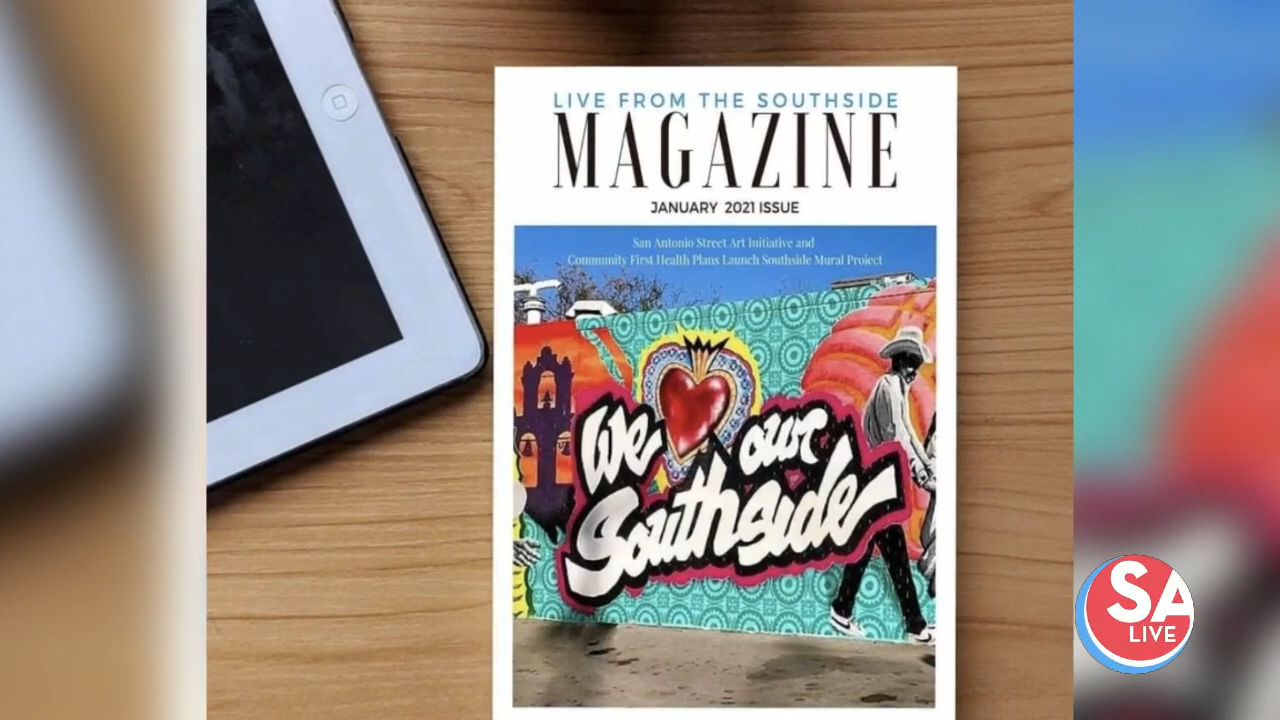 LIVE FROM THE SOUTHSIDE
MAGAZINE
JANUARY 2021 ISSUE
San Antonio Street Art Initiative and
Community First Health Plans Launch Southside Mural Project
We our
Southside
SA
LIVE